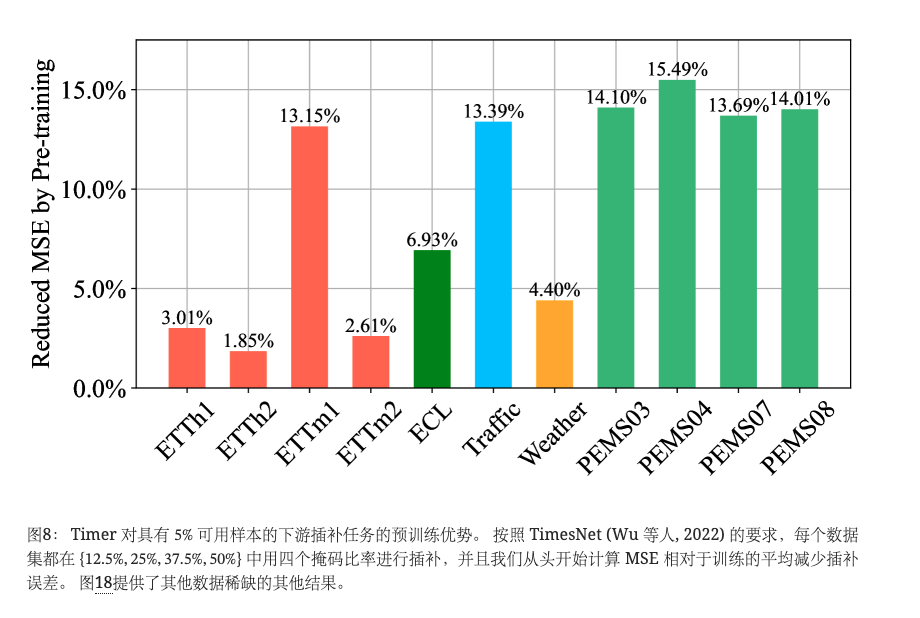 Reduced MSE by Pre-training
15.0%
10.0%
5.0%
0.0%
3.01%
1.85%
13.15%
2.61%
6.93%
13.39%
4.40%
14.10%
15.49%
13.69%
14.01%
ETTh1
ETTh2
ETTm1
ETTm2
ECL
Traffic
Weather
PEMS03
PEMS04
PEMS07
PEMS08
图8： Timer 对具有 5% 可用样本的下游插补任务的预训练优势。 按照 TimesNet (Wu 等人, 2022) 的要求，每个数据
集都在 {12.5%, 25%, 37.5%, 50%} 中用四个掩码比率进行插补，并且我们从头开始计算 MSE 相对于训练的平均减少插补
误差。 图18提供了其他数据稀缺的其他结果。